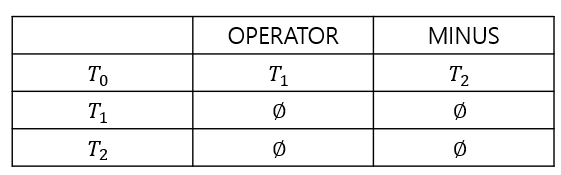 OPERATOR MINUS
T₀ T₁ T₂
T₁ ∅ ∅
T₂ ∅ ∅